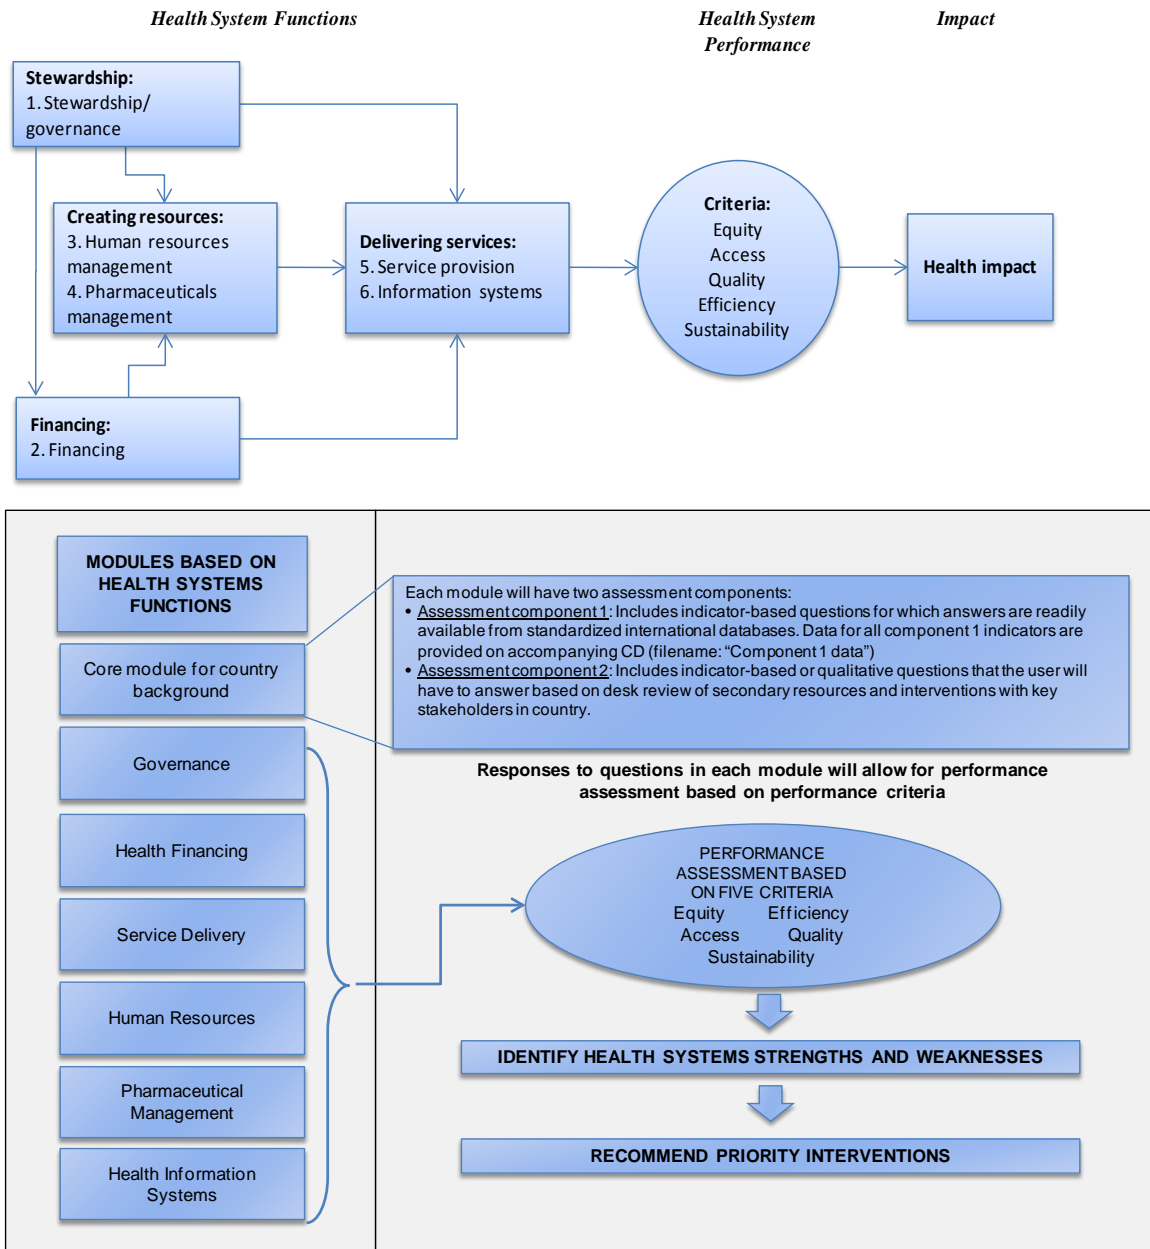 Health System Functions
Health System
Performance
Impact
Stewardship:
1. Stewardship/
governance
Creating resources:
3. Human resources
management
4. Pharmaceuticals
management
Delivering services:
5. Service provision
6. Information systems
Criteria:
Equity
Access
Quality
Efficiency
Sustainability
Health impact
Financing:
2. Financing
MODULES BASED ON
HEALTH SYSTEMS
FUNCTIONS
Core module for country
background
Governance
Health Financing
Service Delivery
Human Resources
Pharmaceutical
Management
Health Information
Systems
Each module will have two assessment components:
• Assessment component 1: Includes indicator-based questions for which answers are readily
available from standardized international databases. Data for all component 1 indicators are
provided on accompanying CD (filename: “Component 1 data”)
• Assessment component 2: Includes indicator-based or qualitative questions that the user will
have to answer based on desk review of secondary resources and interventions with key
stakeholders in country.
Responses to questions in each module will allow for performance
assessment based on performance criteria
PERFORMANCE
ASSESSMENT BASED
ON FIVE CRITERIA
Equity Efficiency
Access Quality
Sustainability
IDENTIFY HEALTH SYSTEMS STRENGTHS AND WEAKNESSES
RECOMMEND PRIORITY INTERVENTIONS